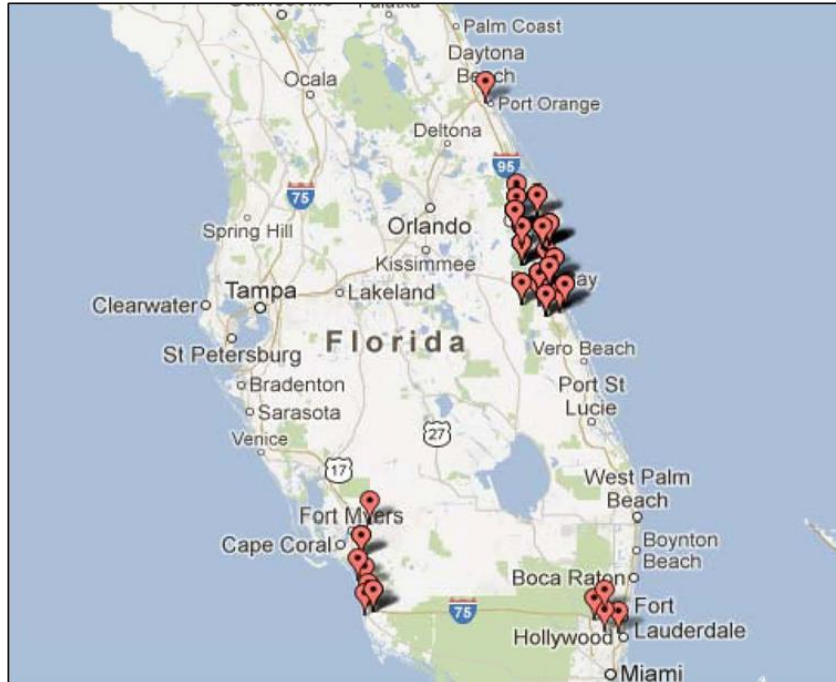 Palatka
Palm Coast
Daytona
Beach
Ocala
Port Orange
Deltona
95
75
Orlando
Spring Hill
Kissimmee
Clearwater
Tampa
Lakeland
St Petersburg
Florida
Vero Beach
Bradenton
Port St
Lucie
Sarasota
27
Venice
17
West Palm
Beach
Fort Myers
Cape Coral
Boynton
Beach
Boca Raton
75
Fort
Lauderdale
Hollywood
Miami